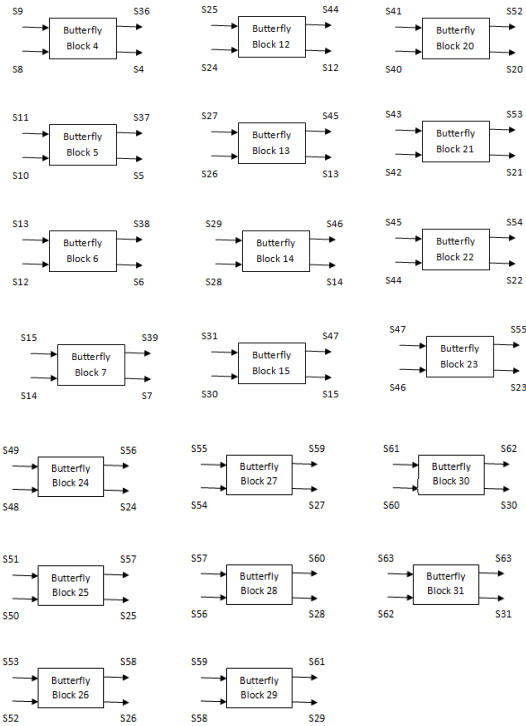 S9 S36 S25 S44 S41 S52
Butterfly Butterfly Butterfly
Block 4 Block 12 Block 20
S8 S4 S24 S12 S40 S20
S11 S37 S27 S45 S43 S53
Butterfly Butterfly Butterfly
Block 5 Block 13 Block 21
S10 S5 S26 S13 S42 S21
S13 S38 S29 S46 S45 S54
Butterfly Butterfly Butterfly
Block 6 Block 14 Block 22
S12 S6 S28 S14 S44 S22
S15 S39 S31 S47 S47 S55
Butterfly Butterfly Butterfly
Block 7 Block 15 Block 23
S14 S7 S30 S15 S46 S23
S49 S56 S55 S59 S61 S62
Butterfly Butterfly Butterfly
Block 24 Block 27 Block 30
S48 S24 S54 S27 S60 S30
S51 S57 S57 S60 S63 S63
Butterfly Butterfly Butterfly
Block 25 Block 28 Block 31
S50 S25 S56 S28 S62 S31
S53 S58 S59 S61
Butterfly Butterfly
Block 26 Block 29
S52 S26 S58 S29